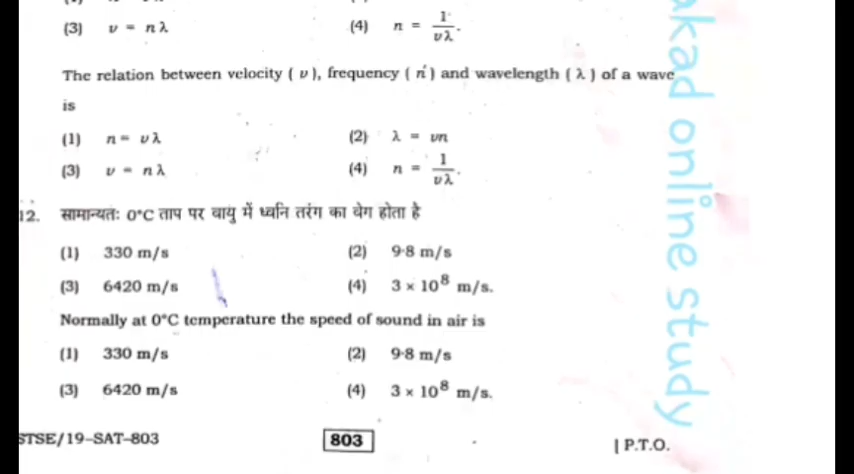 (3) v = n λ (4) n = 1/vλ.
The relation between velocity ( v ), frequency ( n ) and wavelength ( λ ) of a wave
is
(1) n = v λ (2) λ = vn
(3) v = n λ (4) n = 1/vλ.
12. सामान्यतः 0°C ताप पर वायु में ध्वनि तरंग का वेग होता है
(1) 330 m/s (2) 9·8 m/s
(3) 6420 m/s (4) 3 × 10⁸ m/s.
Normally at 0°C temperature the speed of sound in air is
(1) 330 m/s (2) 9·8 m/s
(3) 6420 m/s (4) 3 × 10⁸ m/s.
STSE/19-SAT-803 803 | P.T.O.
akad online study